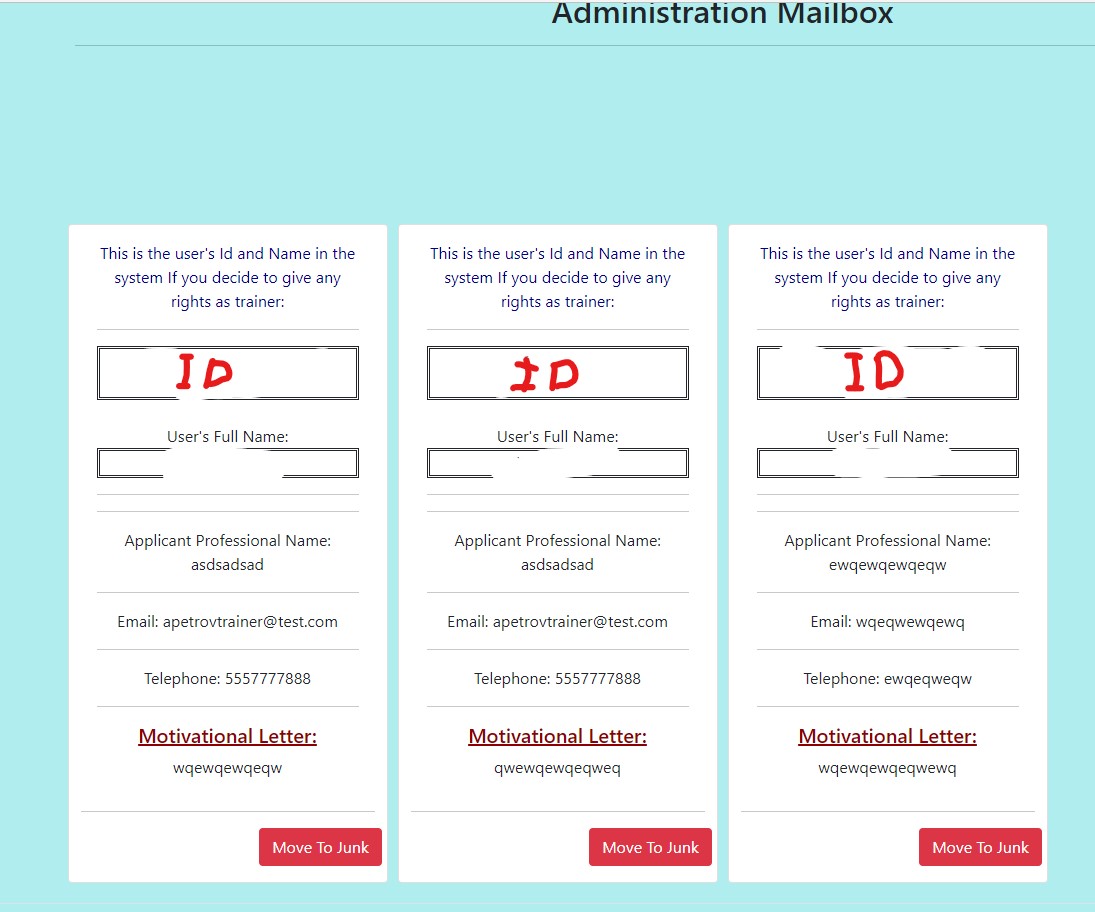 Administration Mailbox
This is the user's Id and Name in the
system If you decide to give any
rights as trainer:
ID
User's Full Name:
Applicant Professional Name:
asdsadsad
Email: apetrovtrainer@test.com
Telephone: 5557777888
Motivational Letter:
wqewqewqeqw
Move To Junk
This is the user's Id and Name in the
system If you decide to give any
rights as trainer:
ID
User's Full Name:
Applicant Professional Name:
asdsadsad
Email: apetrovtrainer@test.com
Telephone: 5557777888
Motivational Letter:
qwewqewqeqweq
Move To Junk
This is the user's Id and Name in the
system If you decide to give any
rights as trainer:
ID
User's Full Name:
Applicant Professional Name:
ewqewqewqeqw
Email: wqeqwewqewq
Telephone: ewqeqweqw
Motivational Letter:
wqewqewqeqwewq
Move To Junk